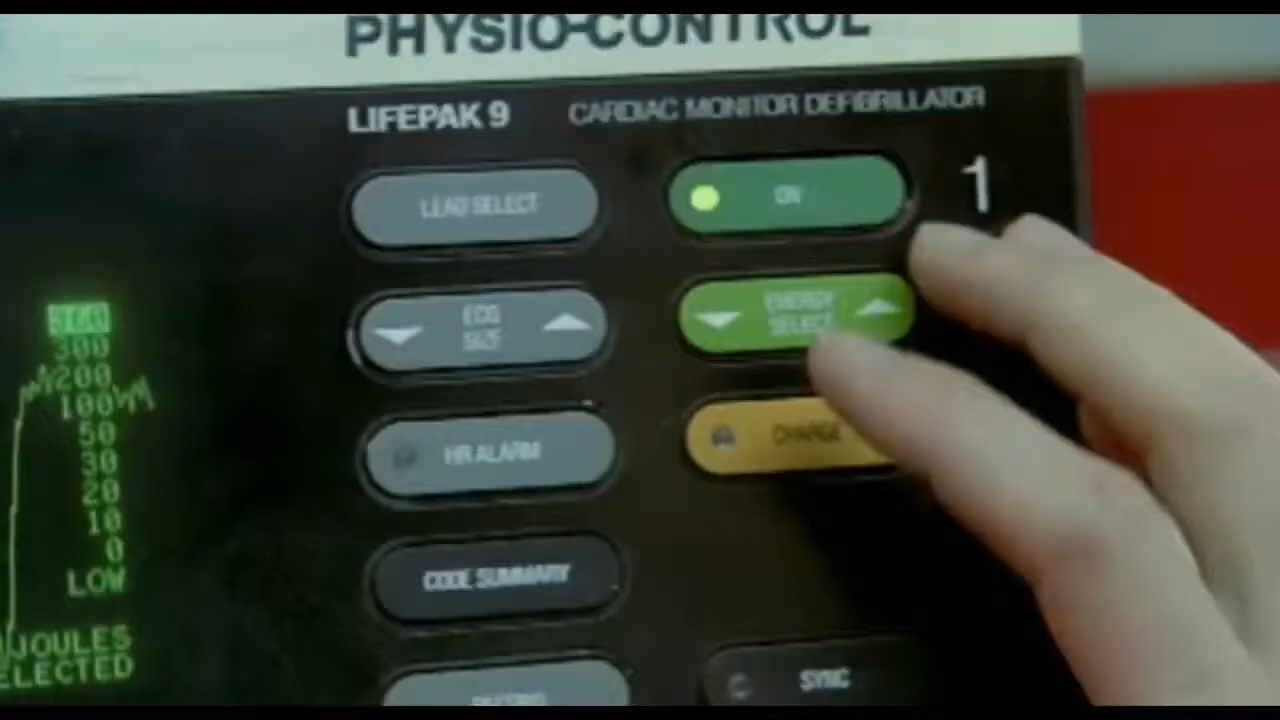 PHYSIO-CONTROL
LIFEPAK 9
CARDIAC MONITOR DEFIBRILLATOR
LEAD SELECT
ON
1
ECG
SIZE
ENERGY
SELECT
HR ALARM
CHARGE
CODE SUMMARY
SYNC
360
300
200
100
50
30
20
10
0
LOW
JOULES
ELECTED